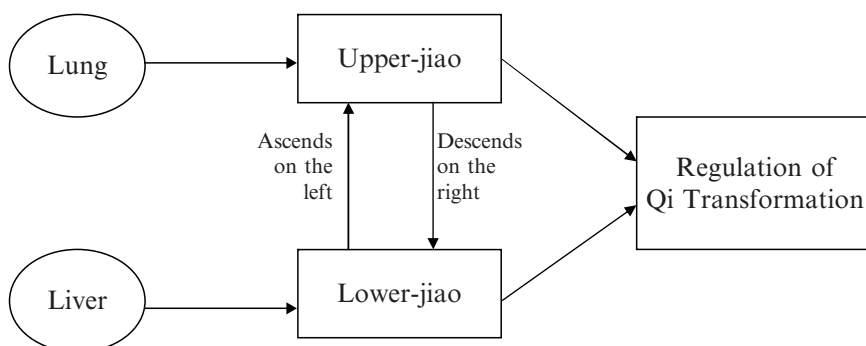 Lung
Upper-jiao
Ascends
on the
left
Descends
on the
right
Regulation of
Qi Transformation
Liver
Lower-jiao